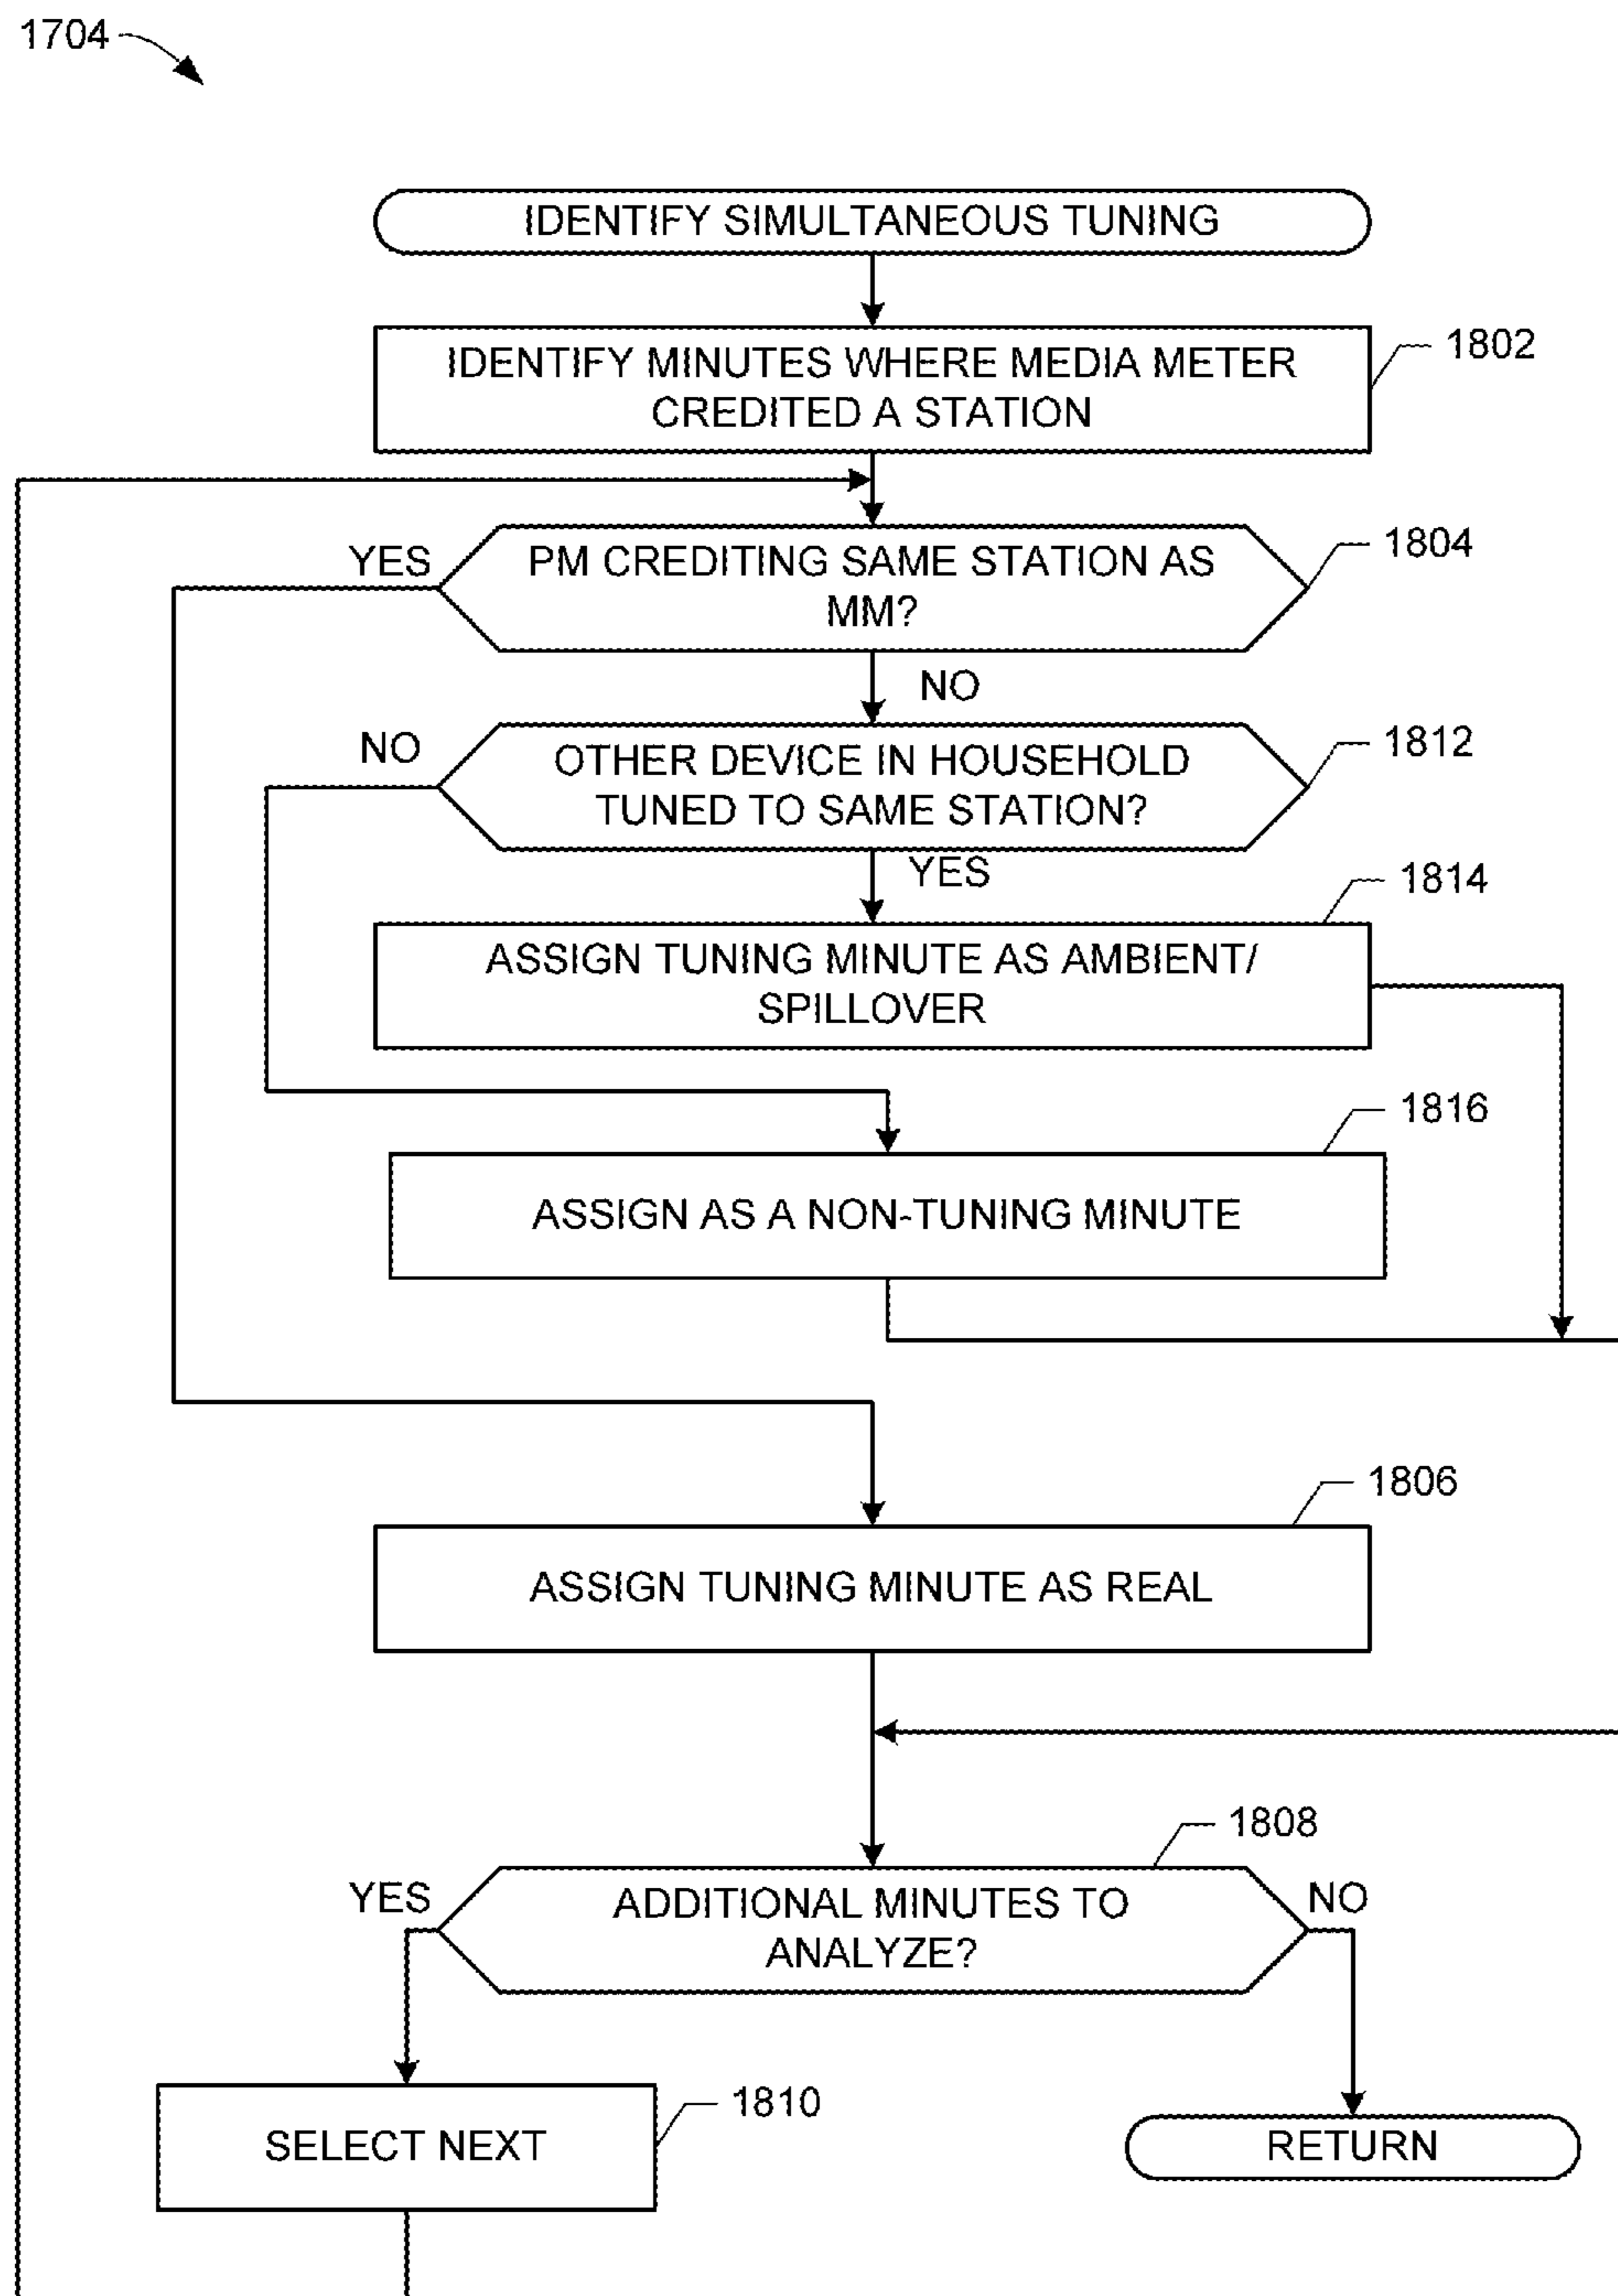 1704
IDENTIFY SIMULTANEOUS TUNING
IDENTIFY MINUTES WHERE MEDIA METER
CREDITED A STATION
1802
YES
PM CREDITING SAME STATION AS
MM?
1804
NO
NO
OTHER DEVICE IN HOUSEHOLD
TUNED TO SAME STATION?
1812
YES
1814
ASSIGN TUNING MINUTE AS AMBIENT/
SPILLOVER
1816
ASSIGN AS A NON-TUNING MINUTE
1806
ASSIGN TUNING MINUTE AS REAL
1808
YES
ADDITIONAL MINUTES TO
ANALYZE?
NO
1810
SELECT NEXT
RETURN